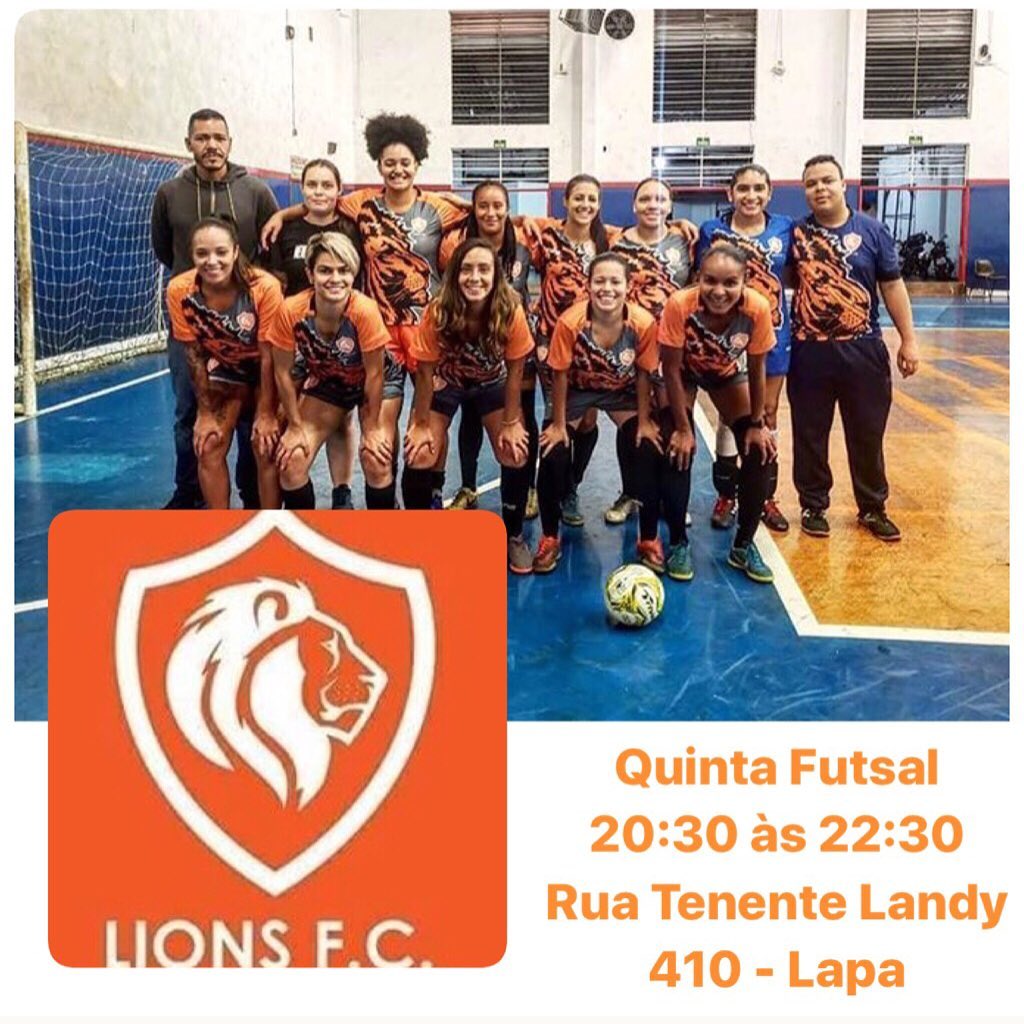 LIONS F.C.
Quinta Futsal
20:30 às 22:30
Rua Tenente Landy
410 - Lapa